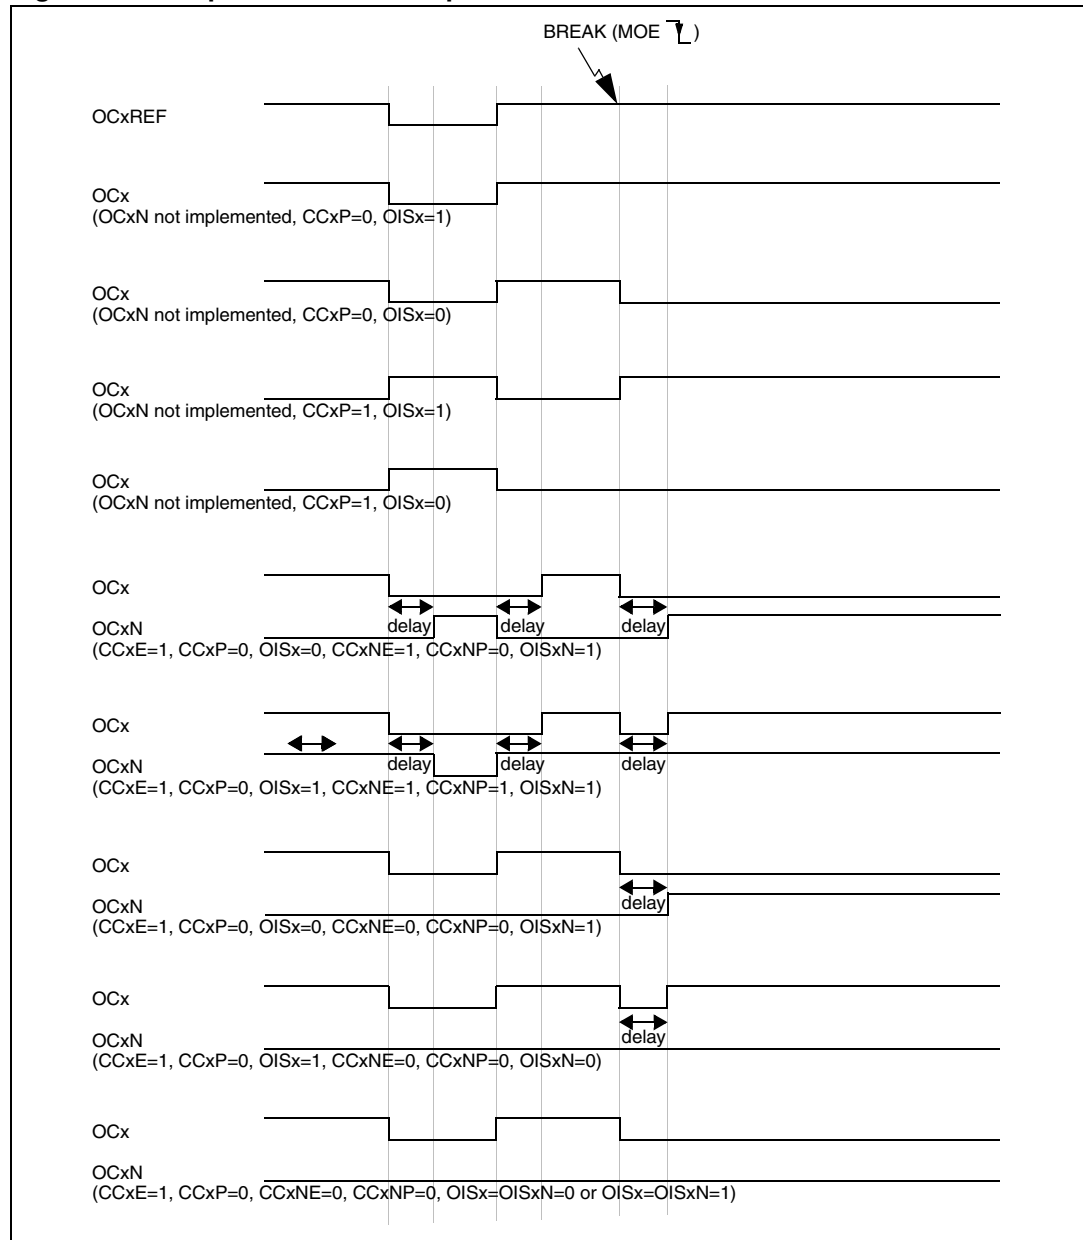 BREAK (MOE )
OCxREF
OCx
(OCxN not implemented, CCxP=0, OISx=1)
OCx
(OCxN not implemented, CCxP=0, OISx=0)
OCx
(OCxN not implemented, CCxP=1, OISx=1)
OCx
(OCxN not implemented, CCxP=1, OISx=0)
OCx
delay delay delay
OCxN
(CCxE=1, CCxP=0, OISx=0, CCxNE=1, CCxNP=0, OISxN=1)
OCx
delay delay delay
OCxN
(CCxE=1, CCxP=0, OISx=1, CCxNE=1, CCxNP=1, OISxN=1)
OCx
delay
OCxN
(CCxE=1, CCxP=0, OISx=0, CCxNE=0, CCxNP=0, OISxN=1)
OCx
delay
OCxN
(CCxE=1, CCxP=0, OISx=1, CCxNE=0, CCxNP=0, OISxN=0)
OCx
OCxN
(CCxE=1, CCxP=0, CCxNE=0, CCxNP=0, OISx=OISxN=0 or OISx=OISxN=1)